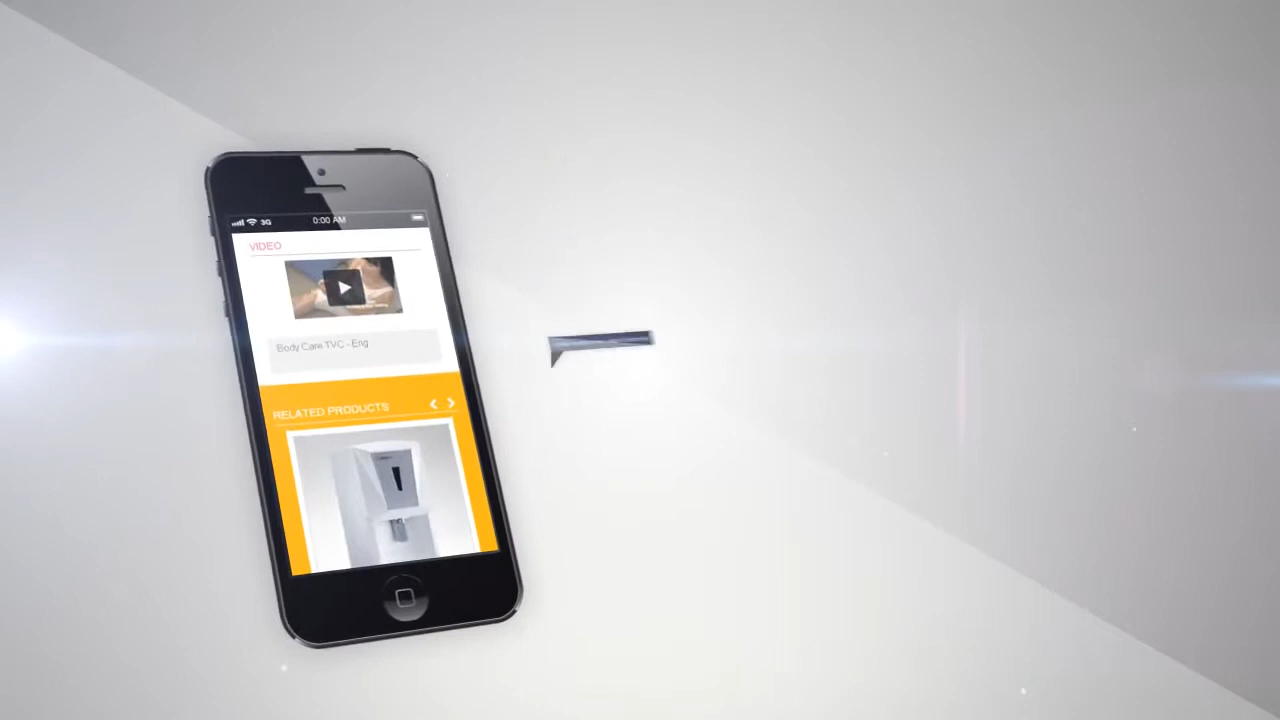 3G
0:00 AM
VIDEO
Body Care TVC - Eng
RELATED PRODUCTS